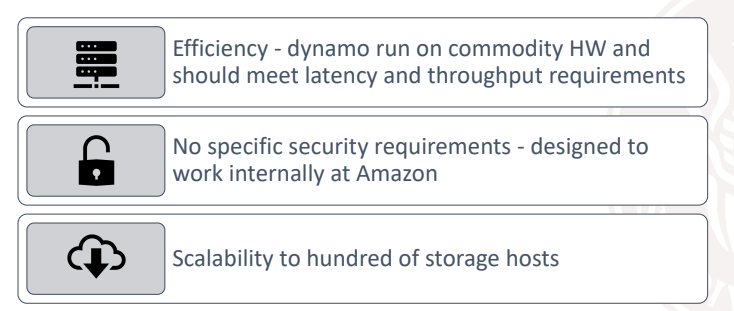 Efficiency - dynamo run on commodity HW and
should meet latency and throughput requirements
No specific security requirements - designed to
work internally at Amazon
Scalability to hundred of storage hosts